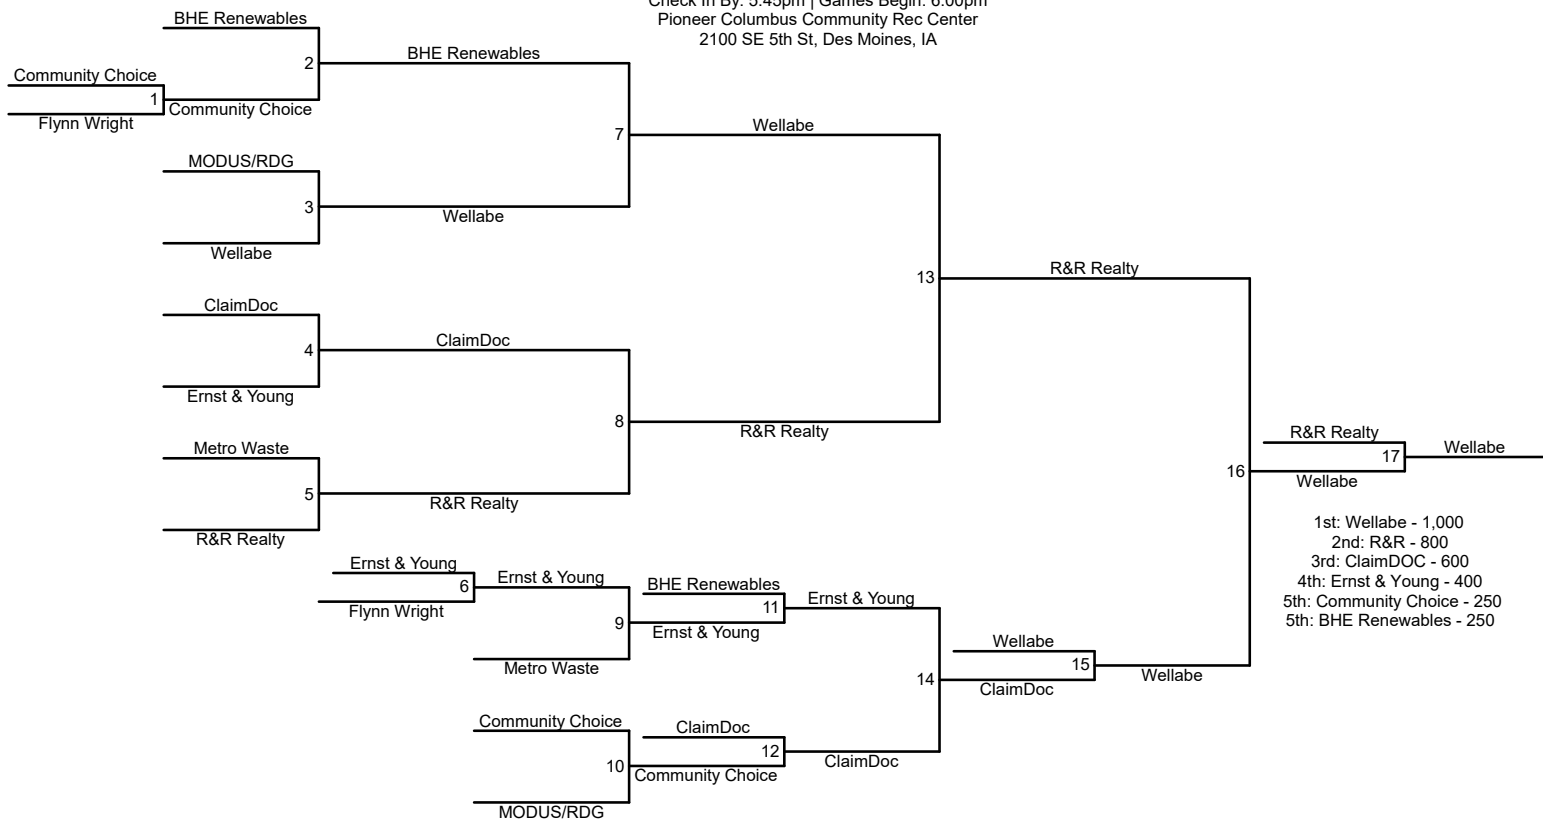 Check In By: 5:45pm | Games Begin: 6:00pm
Pioneer Columbus Community Rec Center
2100 SE 5th St, Des Moines, IA
BHE Renewables
2
BHE Renewables
Community Choice
1
Community Choice
Flynn Wright
7
Wellabe
MODUS/RDG
3
Wellabe
Wellabe
13
R&R Realty
ClaimDoc
4
ClaimDoc
Ernst & Young
8
R&R Realty
Metro Waste
5
R&R Realty
R&R Realty
16
R&R Realty
17
Wellabe
Wellabe
1st: Wellabe - 1,000
2nd: R&R - 800
3rd: ClaimDOC - 600
4th: Ernst & Young - 400
5th: Community Choice - 250
5th: BHE Renewables - 250
Ernst & Young
6
Ernst & Young
Flynn Wright
9
BHE Renewables
11
Ernst & Young
Ernst & Young
Metro Waste
14
Wellabe
15
Wellabe
ClaimDoc
Community Choice
10
ClaimDoc
12
ClaimDoc
Community Choice
MODUS/RDG